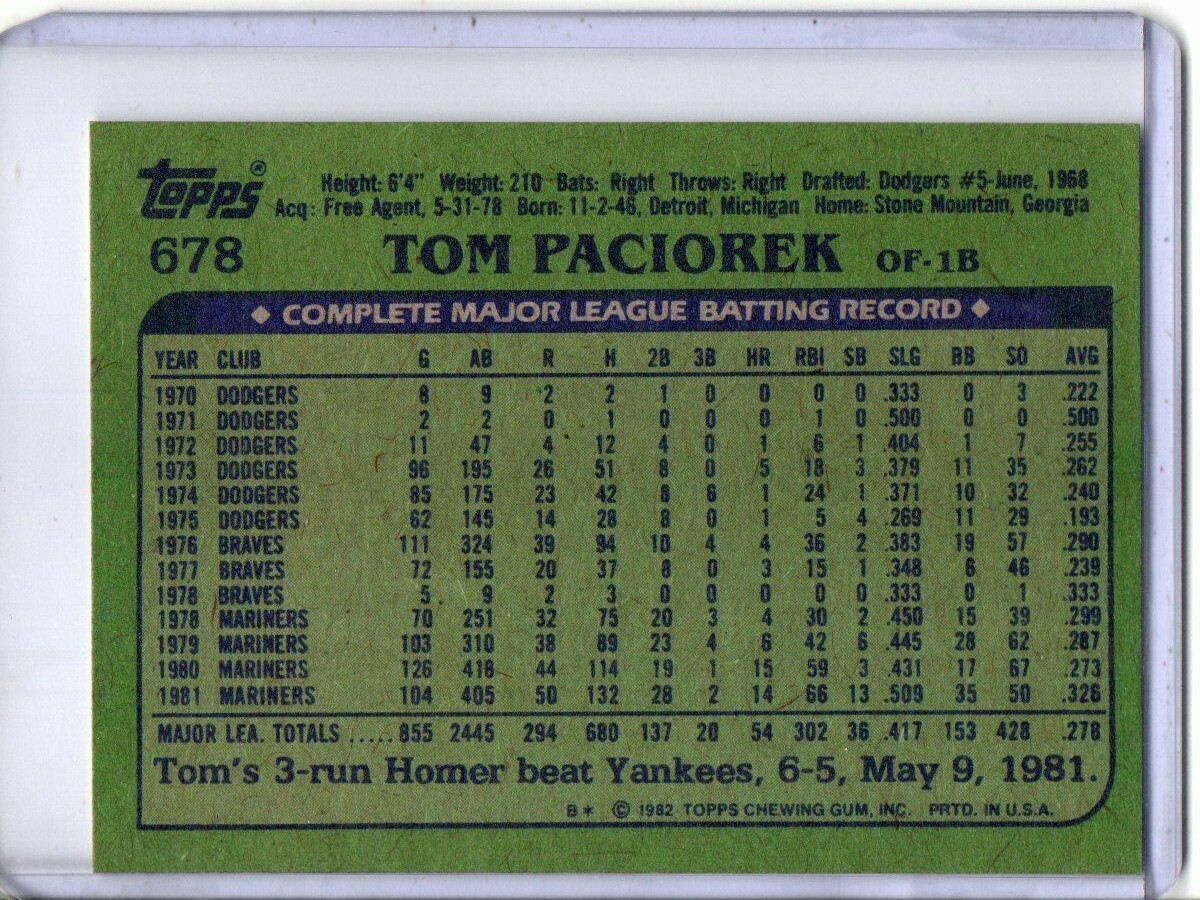 TOPPS®
Height: 6'4" Weight: 210 Bats: Right Throws: Right Drafted: Dodgers #5-June, 1968
Acq: Free Agent, 5-31-78 Born: 11-2-46, Detroit, Michigan Home: Stone Mountain, Georgia
678 TOM PACIOREK OF-1B
◆ COMPLETE MAJOR LEAGUE BATTING RECORD ◆
YEAR CLUB G AB R H 2B 3B HR RBI SB SLG BB SO AVG
1970 DODGERS 8 9 2 2 1 0 0 0 0 .333 0 3 .222
1971 DODGERS 2 2 0 1 0 0 0 1 0 .500 0 0 .500
1972 DODGERS 11 47 4 12 4 0 1 6 1 .404 1 7 .255
1973 DODGERS 96 195 26 51 8 0 5 18 3 .379 11 35 .262
1974 DODGERS 85 175 23 42 8 6 1 24 1 .371 10 32 .240
1975 DODGERS 62 145 14 28 8 0 1 5 4 .269 11 29 .193
1976 BRAVES 111 324 39 94 10 4 4 36 2 .383 19 57 .290
1977 BRAVES 72 155 20 37 8 0 3 15 1 .348 6 46 .239
1978 BRAVES 5 9 2 3 0 0 0 0 0 .333 0 1 .333
1978 MARINERS 70 251 32 75 20 3 4 30 2 .450 15 39 .299
1979 MARINERS 103 310 38 89 23 4 6 42 6 .445 28 62 .287
1980 MARINERS 126 418 44 114 19 1 15 59 3 .431 17 67 .273
1981 MARINERS 104 405 50 132 28 2 14 66 13 .509 35 50 .326
MAJOR LEA. TOTALS .....855 2445 294 680 137 20 54 302 36 .417 153 428 .278
Tom's 3-run Homer beat Yankees, 6-5, May 9, 1981.
B* © 1982 TOPPS CHEWING GUM, INC. PRTD. IN U.S.A.